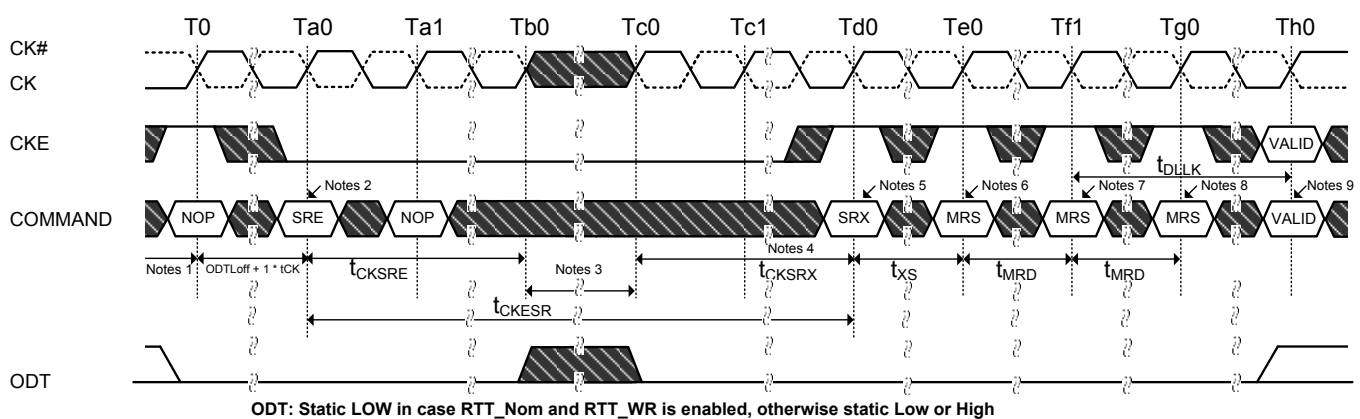 T0 Ta0 Ta1 Tb0 Tc0 Tc1 Td0 Te0 Tf1 Tg0 Th0
CK#
CK
CKE
VALID
tDLLK
Notes 2 Notes 5 Notes 6 Notes 7 Notes 8 Notes 9
COMMAND NOP SRE NOP SRX MRS MRS MRS VALID
Notes 1 ODTLoff + 1 * tCK tCKSRE Notes 3 Notes 4 tCKSRX tXS tMRD tMRD
tCKESR
ODT
ODT: Static LOW in case RTT_Nom and RTT_WR is enabled, otherwise static Low or High